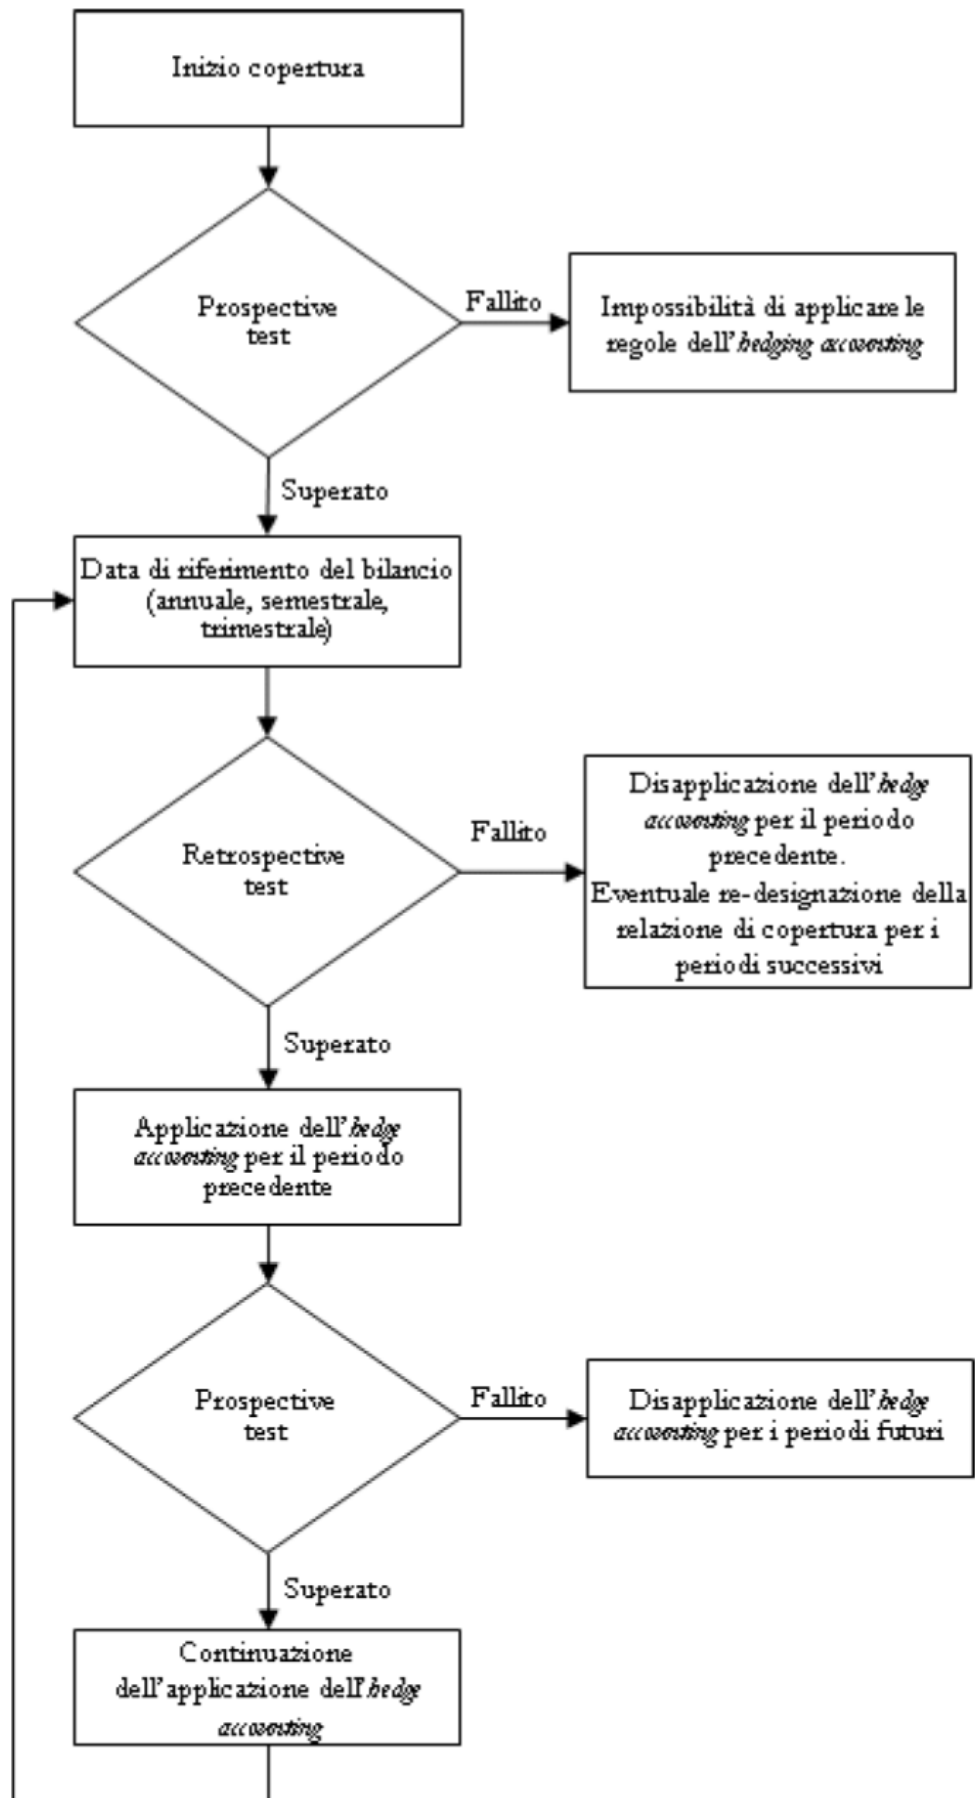 Inizio copertura
Prospective
test
Fallito
Impossibilità di applicare le
regole dell'hedging accounting
Superato
Data di riferimento del bilancio
(annuale, semestrale,
trimestrale)
Retrospective
test
Fallito
Disapplicazione dell'hedge
accounting per il periodo
precedente.
Eventuale re-designazione della
relazione di copertura per i
periodi successivi
Superato
Applicazione dell'hedge
accounting per il periodo
precedente
Prospective
test
Fallito
Disapplicazione dell'hedge
accounting per i periodi futuri
Superato
Continuazione
dell'applicazione dell'hedge
accounting